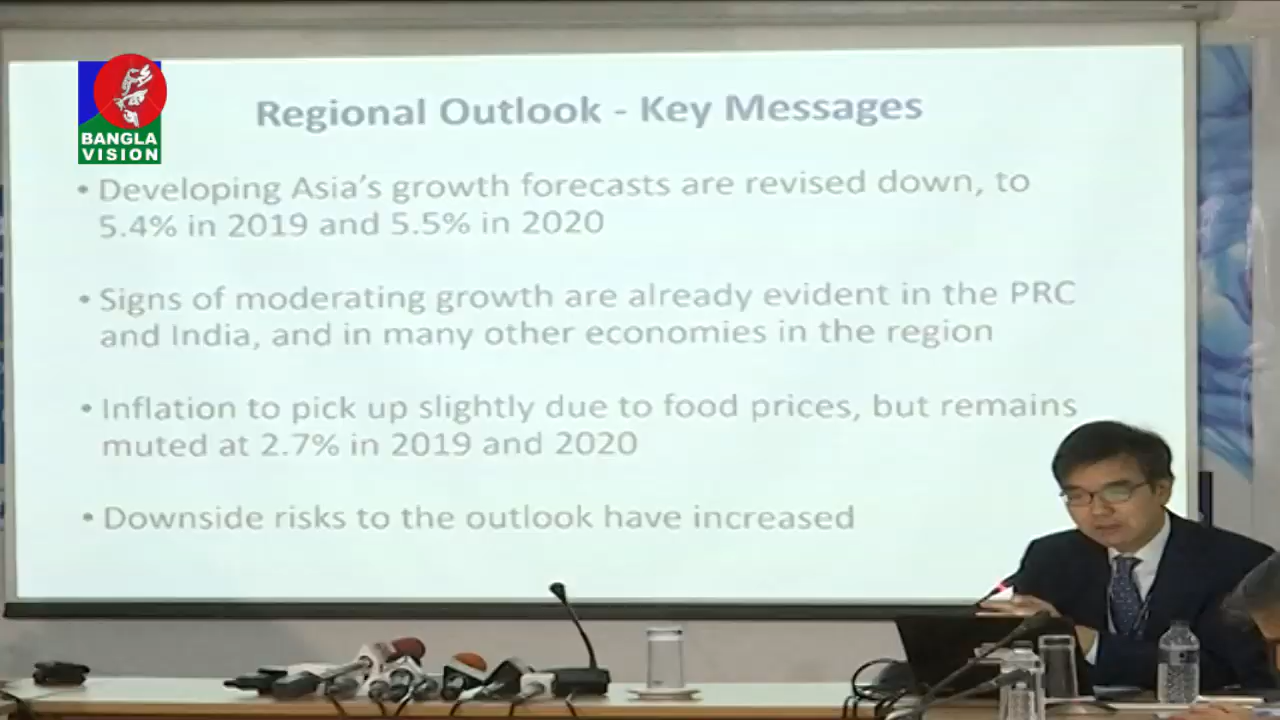 BANGLA
VISION
Regional Outlook - Key Messages
• Developing Asia's growth forecasts are revised down, to
5.4% in 2019 and 5.5% in 2020
• Signs of moderating growth are already evident in the PRC
and India, and in many other economies in the region
• Inflation to pick up slightly due to food prices, but remains
muted at 2.7% in 2019 and 2020
• Downside risks to the outlook have increased